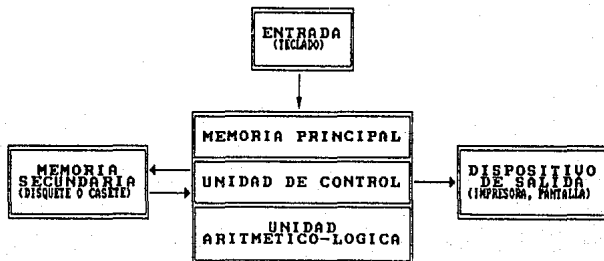 ENTRADA
(TECLADO)
MEMORIA PRINCIPAL
MEMORIA
SECUNDARIA
(DISQUETE O CASETE)
UNIDAD DE CONTROL
DISPOSITIVO
DE SALIDA
(IMPRESORA, PANTALLA)
UNIDAD
ARITMETICO-LOGICA